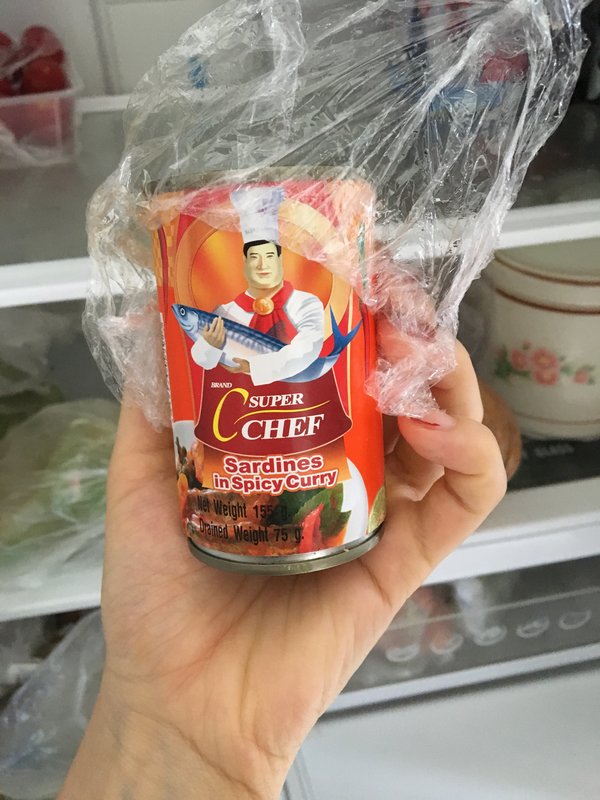 BRAND
SUPER
CHEF
Sardines
in Spicy Curry
Net Weight 155 g.
Drained Weight 75 g.